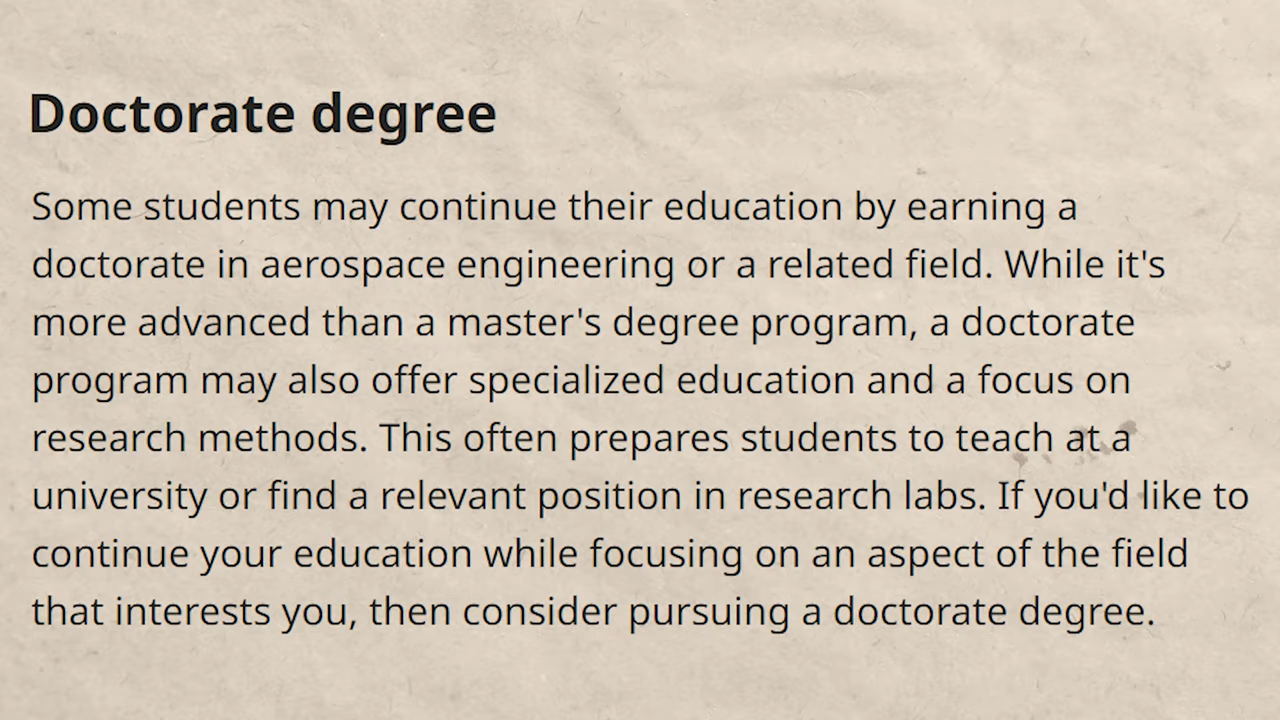 Doctorate degree
Some students may continue their education by earning a
doctorate in aerospace engineering or a related field. While it's
more advanced than a master's degree program, a doctorate
program may also offer specialized education and a focus on
research methods. This often prepares students to teach at a
university or find a relevant position in research labs. If you'd like to
continue your education while focusing on an aspect of the field
that interests you, then consider pursuing a doctorate degree.